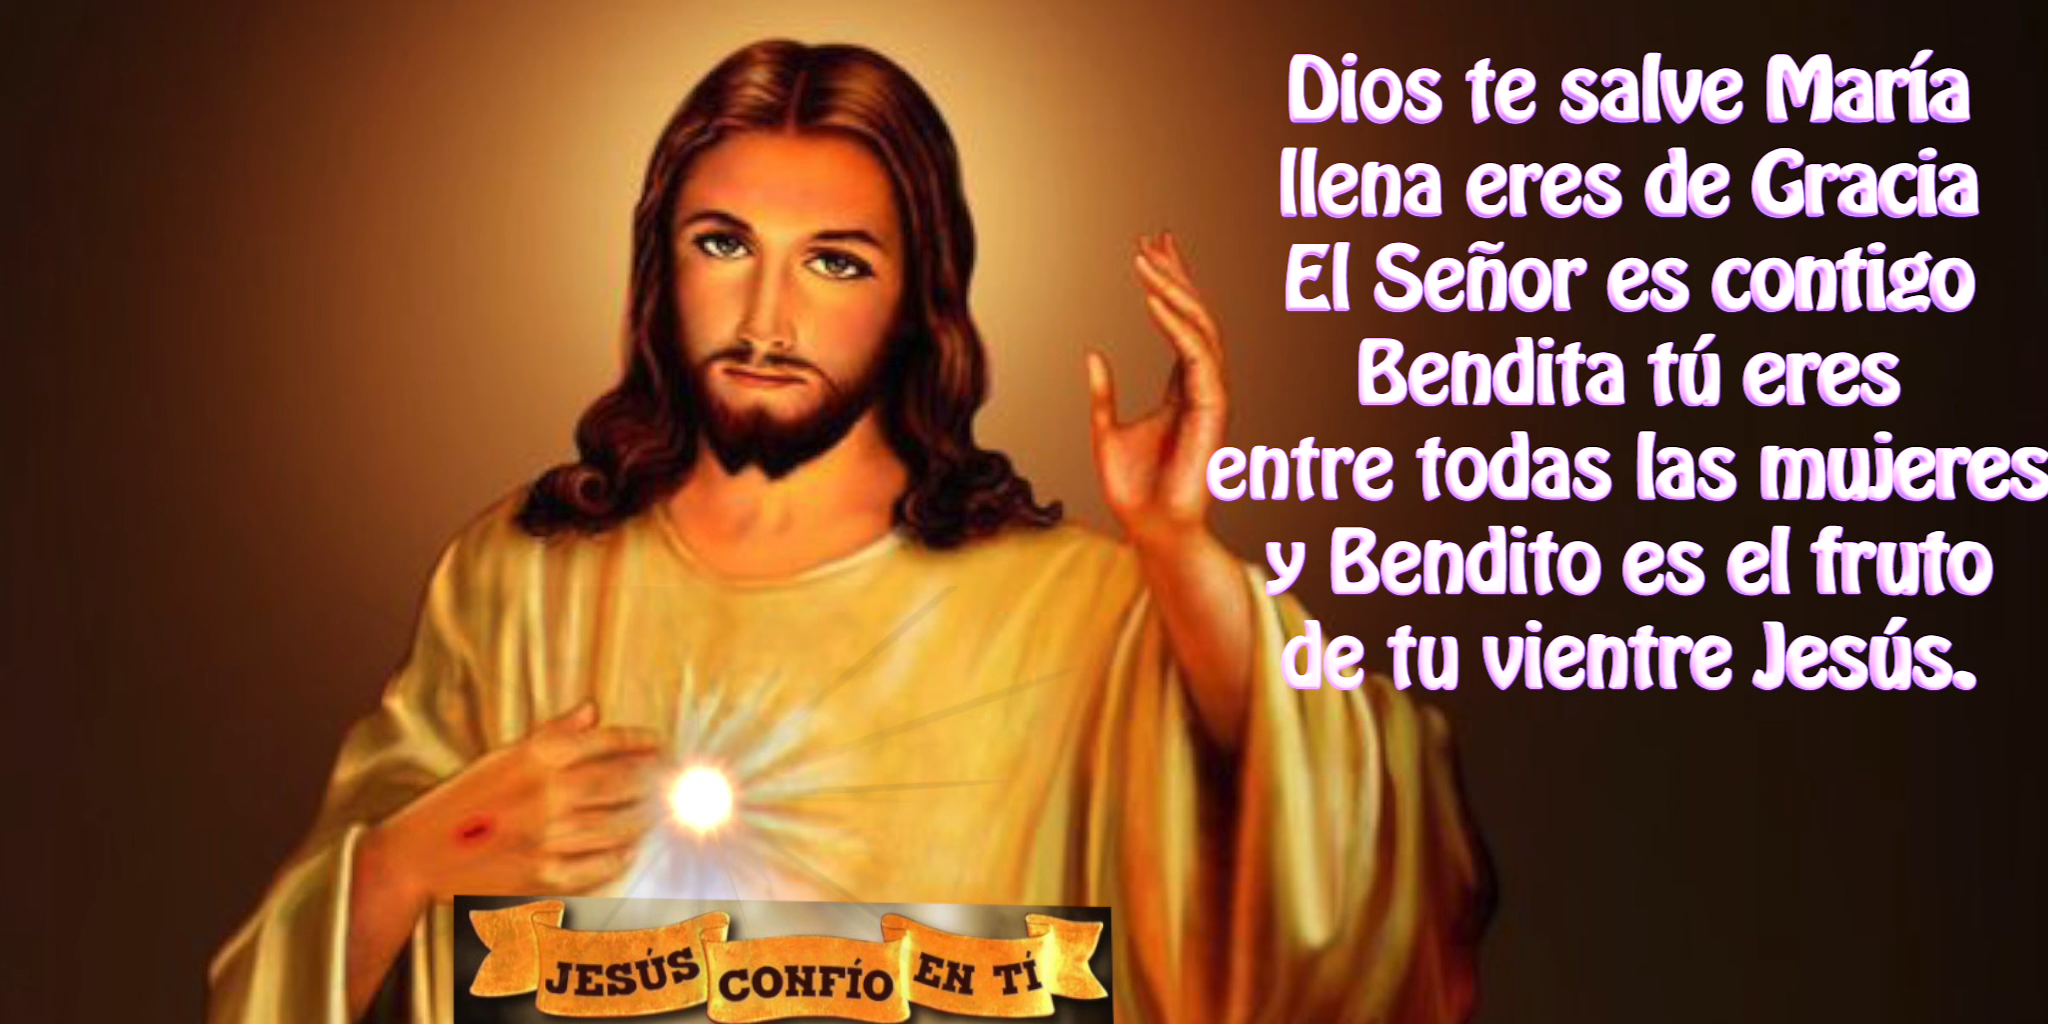 Dios te salve María
llena eres de Gracia
El Señor es contigo
Bendita tú eres
entre todas las mujeres
y Bendito es el fruto
de tu vientre Jesús.
JESÚS CONFÍO EN TÍ